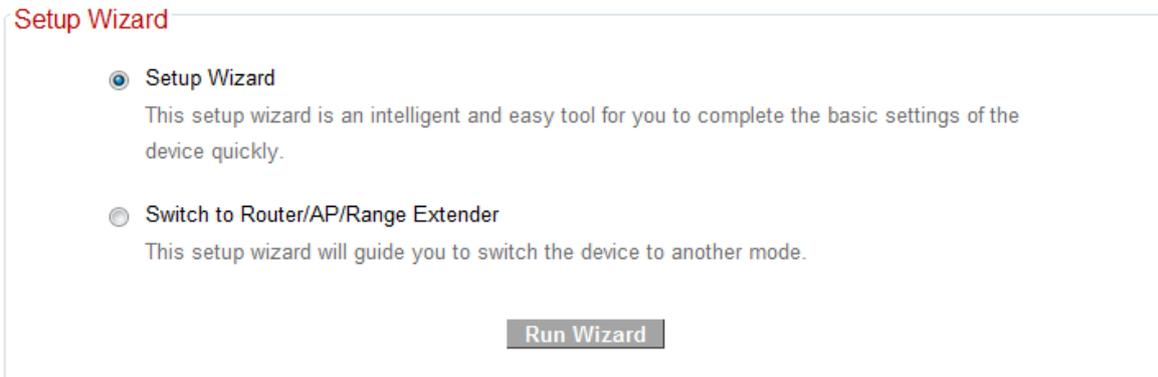 Setup Wizard
Setup Wizard
This setup wizard is an intelligent and easy tool for you to complete the basic settings of the
device quickly.
Switch to Router/AP/Range Extender
This setup wizard will guide you to switch the device to another mode.
Run Wizard